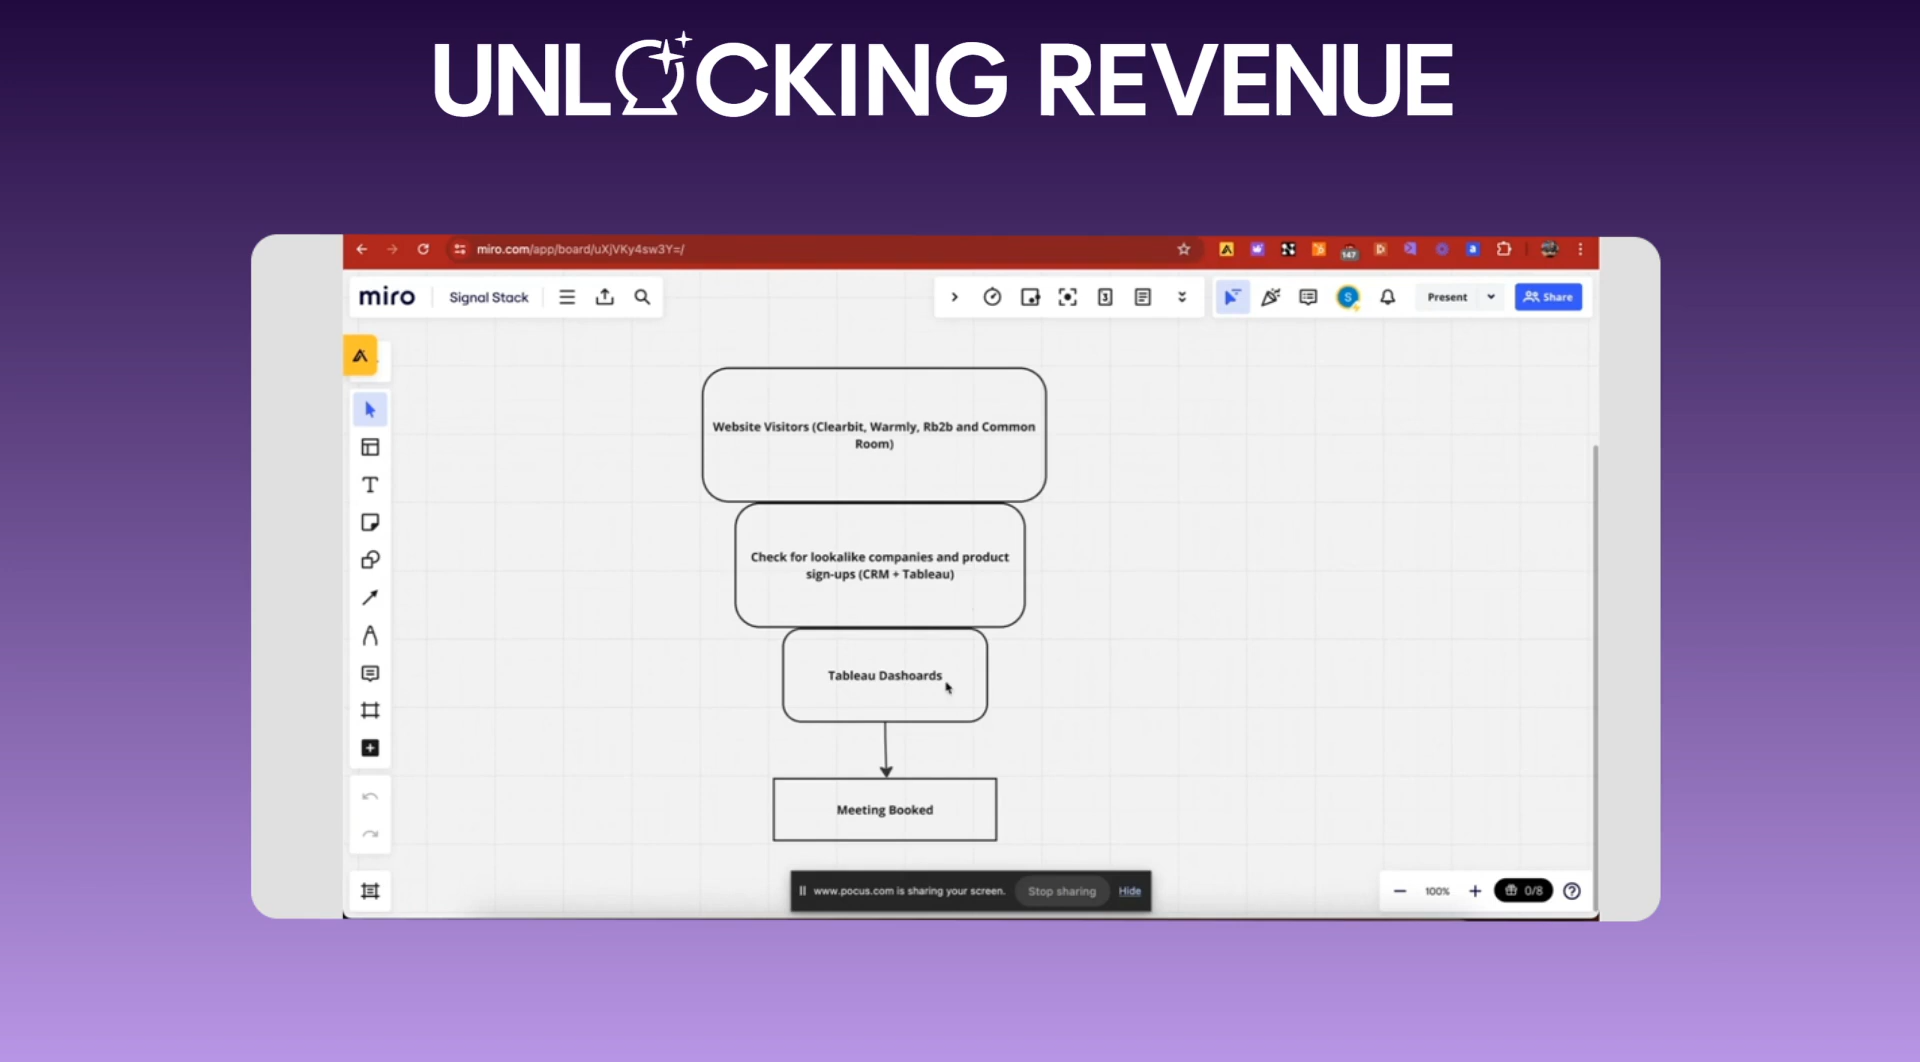 UNLOCKING REVENUE
miro.com/app/board/uXjVKy4sw3Y=/
147
miro
Signal Stack
3
S
Present
Share
Website Visitors (Clearbit, Warmly, Rb2b and Common
Room)
Check for lookalike companies and product
sign-ups (CRM + Tableau)
Tableau Dashoards
Meeting Booked
www.pocus.com is sharing your screen.
Stop sharing
Hide
100%
0/8